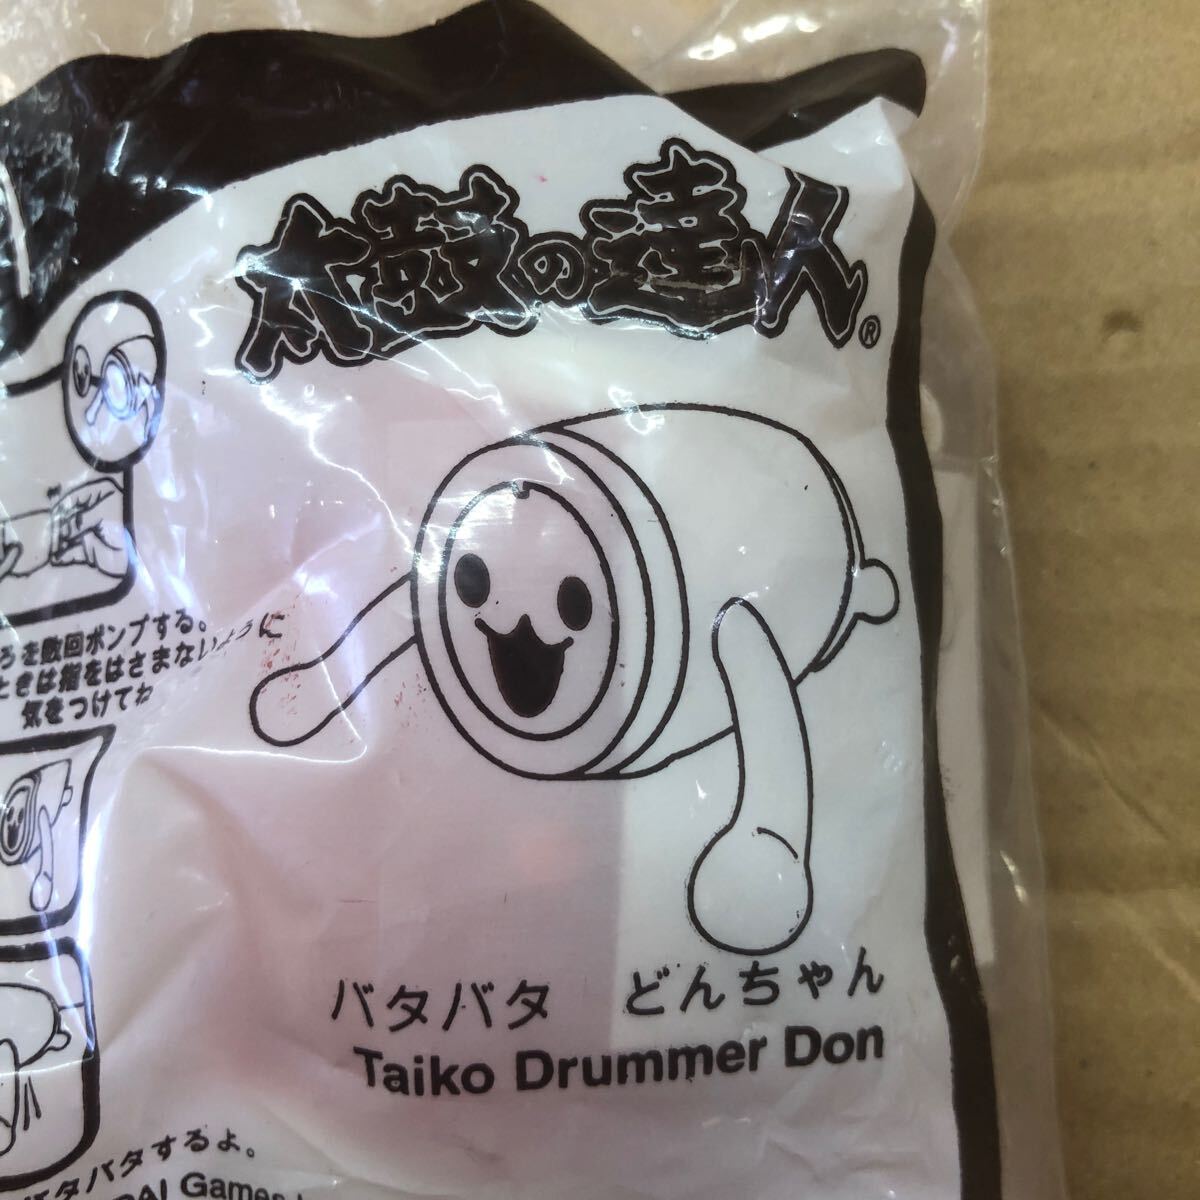 太鼓の達人®
ろを数回ポンプする。
ときは指をはさまないように
気をつけてね
バタバタ どんちゃん
Taiko Drummer Don
バタバタするよ。
DAI Games